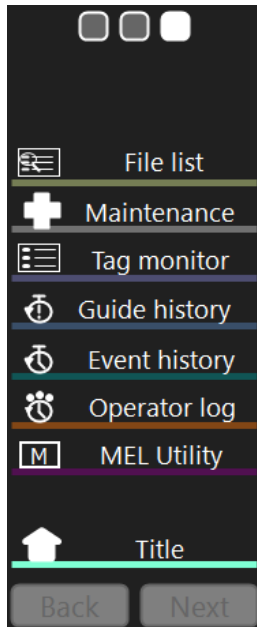 File list
Maintenance
Tag monitor
Guide history
Event history
Operator log
M MEL Utility
Title
Back Next